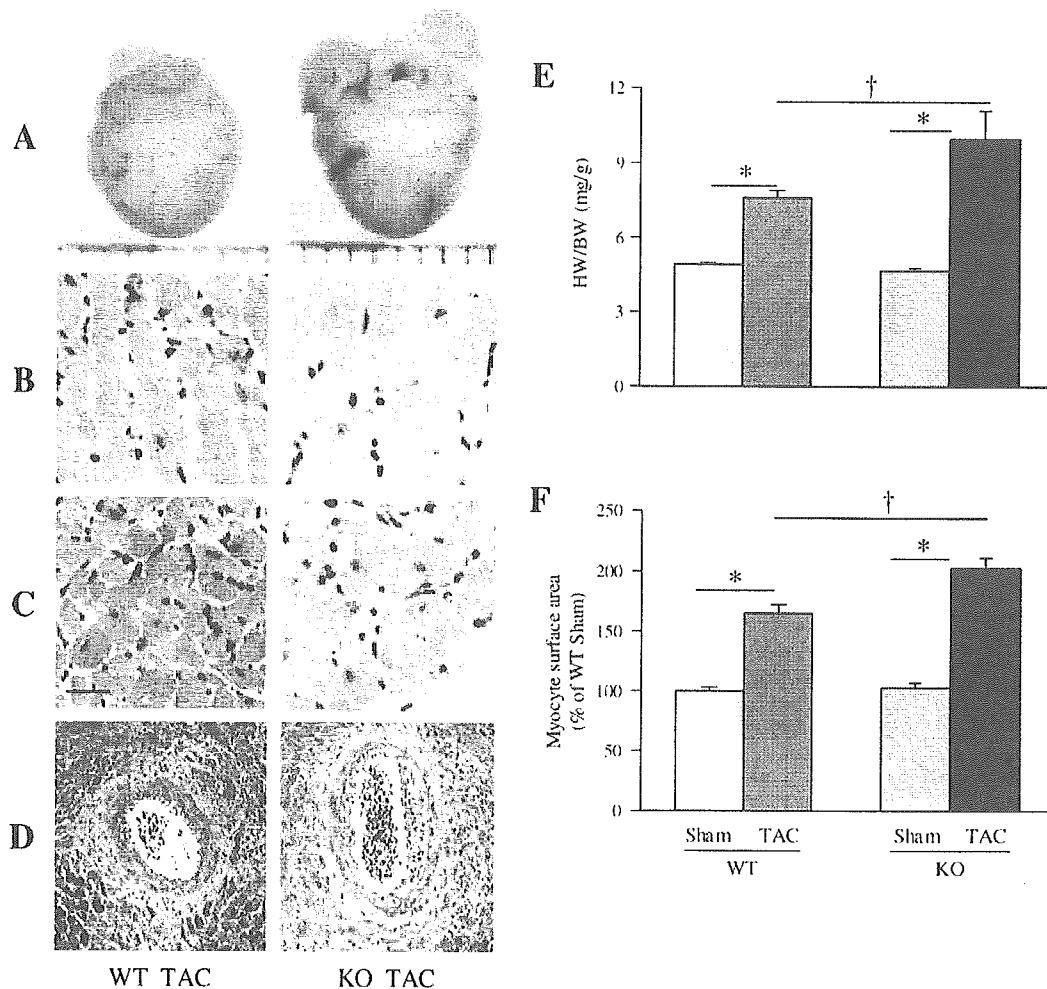 A
B
C
D
WT TAC
KO TAC
E
HW/BW (mg/g)
12
9
6
3
0
*
*
†
F
Myocyte surface area
(% of WT Sham)
250
200
150
100
50
0
*
*
†
Sham TAC
Sham TAC
WT
KO